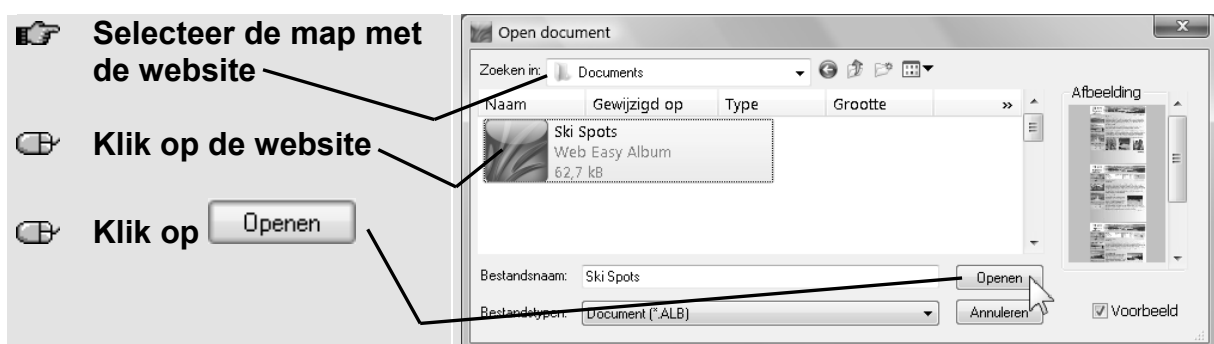 Selecteer de map met
de website
Klik op de website
Klik op Openen
Open document
Zoeken in: Documents
Naam Gewijzigd op Type Grootte »
Ski Spots
Web Easy Album
62,7 kB
Afbeelding
Bestandsnaam: Ski Spots
Openen
Bestandstypen: Document (*.ALB)
Annuleren
Voorbeeld